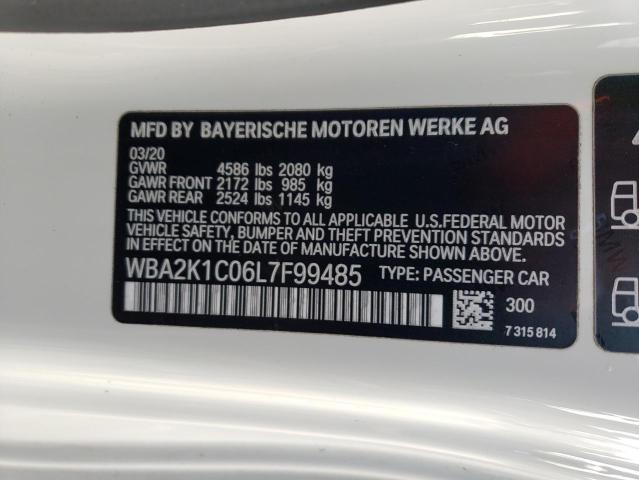 MFD BY BAYERISCHE MOTOREN WERKE AG
03/20
GVWR 4586 lbs 2080 kg
GAWR FRONT 2172 lbs 985 kg
GAWR REAR 2524 lbs 1145 kg
THIS VEHICLE CONFORMS TO ALL APPLICABLE U.S.FEDERAL MOTOR
VEHICLE SAFETY, BUMPER AND THEFT PREVENTION STANDARDS
IN EFFECT ON THE DATE OF MANUFACTURE SHOWN ABOVE.
WBA2K1C06L7F99485 TYPE: PASSENGER CAR
300
7 315 814